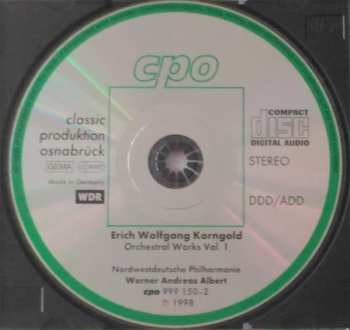 cpo
classic
produktion
osnabrück
GEMA
Made in Germany
WDR
COMPACT
disc
DIGITAL AUDIO
STEREO
DDD/ADD
Erich Wolfgang Korngold
Orchestral Works Vol. 1
Nordwestdeutsche Philharmonie
Werner Andreas Albert
cpo 999 150–2
℗ 1998